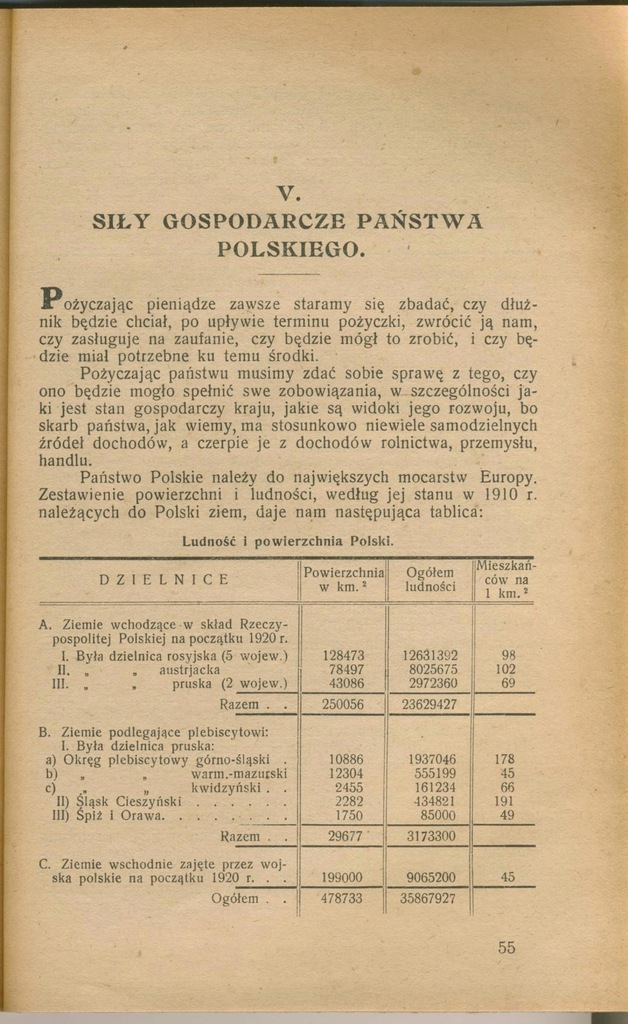 V.
SIŁY GOSPODARCZE PAŃSTWA
POLSKIEGO.
Pożyczając pieniądze zawsze staramy się zbadać, czy dłuż-
nik będzie chciał, po upływie terminu pożyczki, zwrócić ją nam,
czy zasługuje na zaufanie, czy będzie mógł to zrobić, i czy bę-
dzie miał potrzebne ku temu środki.
Pożyczając państwu musimy zdać sobie sprawę z tego, czy
ono będzie mogło spełnić swe zobowiązania, w szczególności ja-
ki jest stan gospodarczy kraju, jakie są widoki jego rozwoju, bo
skarb państwa, jak wiemy, ma stosunkowo niewiele samodzielnych
źródeł dochodów, a czerpie je z dochodów rolnictwa, przemysłu,
handlu.
Państwo Polskie należy do największych mocarstw Europy.
Zestawienie powierzchni i ludności, według jej stanu w 1910 r.
należących do Polski ziem, daje nam następująca tablica:
Ludność i powierzchnia Polski.
DZIELNICE Powierzchnia w km.² Ogółem ludności Mieszkań-ców na 1 km.²
A. Ziemie wchodzące w skład Rzeczy-
pospolitej Polskiej na początku 1920 r.
I. Była dzielnica rosyjska (5 wojew.) 128473 12631392 98
II. „ „ austrjacka 78497 8025675 102
III. „ „ pruska (2 wojew.) 43086 2972360 69
Razem . . 250056 23629427
B. Ziemie podlegające plebiscytowi:
I. Była dzielnica pruska:
a) Okręg plebiscytowy górno-śląski . 10886 1937046 178
b) „ „ warm.-mazurski 12304 555199 45
c) „ „ kwidzyński . . 2455 161234 66
II) Śląsk Cieszyński . . . . . . 2282 434821 191
III) Śpiż i Orawa. . . . . . . . 1750 85000 49
Razem . . 29677 3173300
C. Ziemie wschodnie zajęte przez woj-
ska polskie na początku 1920 r. . . 199000 9065200 45
Ogółem . . 478733 35867927
55